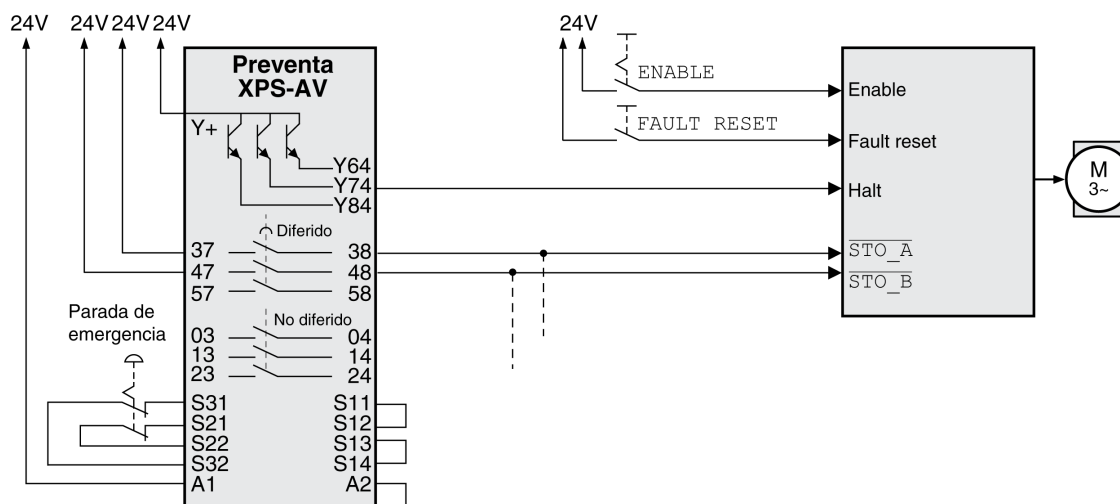 24V 24V 24V 24V
24V
Preventa
XPS-AV
ENABLE
Enable
Y+
FAULT RESET
Fault reset
Y64
Y74
Halt
Y84
M
3~
Diferido
37 38
STO_A
47 48
STO_B
57 58
Parada de
emergencia
No diferido
03 04
13 14
23 24
S31 S11
S21 S12
S22 S13
S32 S14
A1 A2